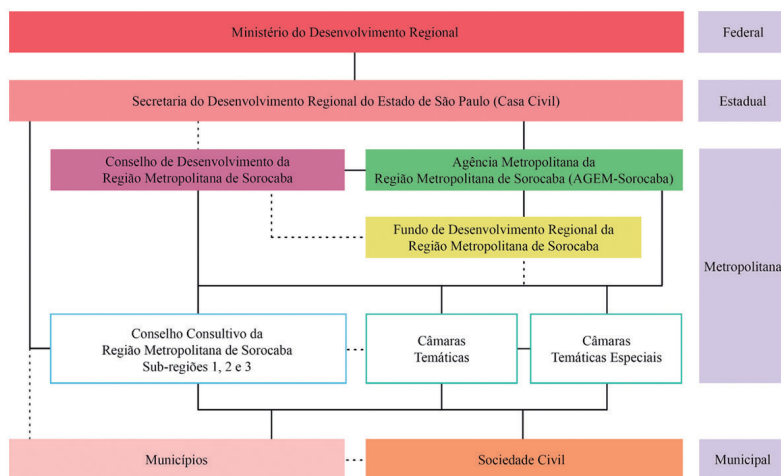 Ministério do Desenvolvimento Regional
Federal
Secretaria do Desenvolvimento Regional do Estado de São Paulo (Casa Civil)
Estadual
Conselho de Desenvolvimento da
Região Metropolitana de Sorocaba
Agência Metropolitana da
Região Metropolitana de Sorocaba (AGEM-Sorocaba)
Fundo de Desenvolvimento Regional da
Região Metropolitana de Sorocaba
Metropolitana
Conselho Consultivo da
Região Metropolitana de Sorocaba
Sub-regiões 1, 2 e 3
Câmaras
Temáticas
Câmaras
Temáticas Especiais
Municípios
Sociedade Civil
Municipal